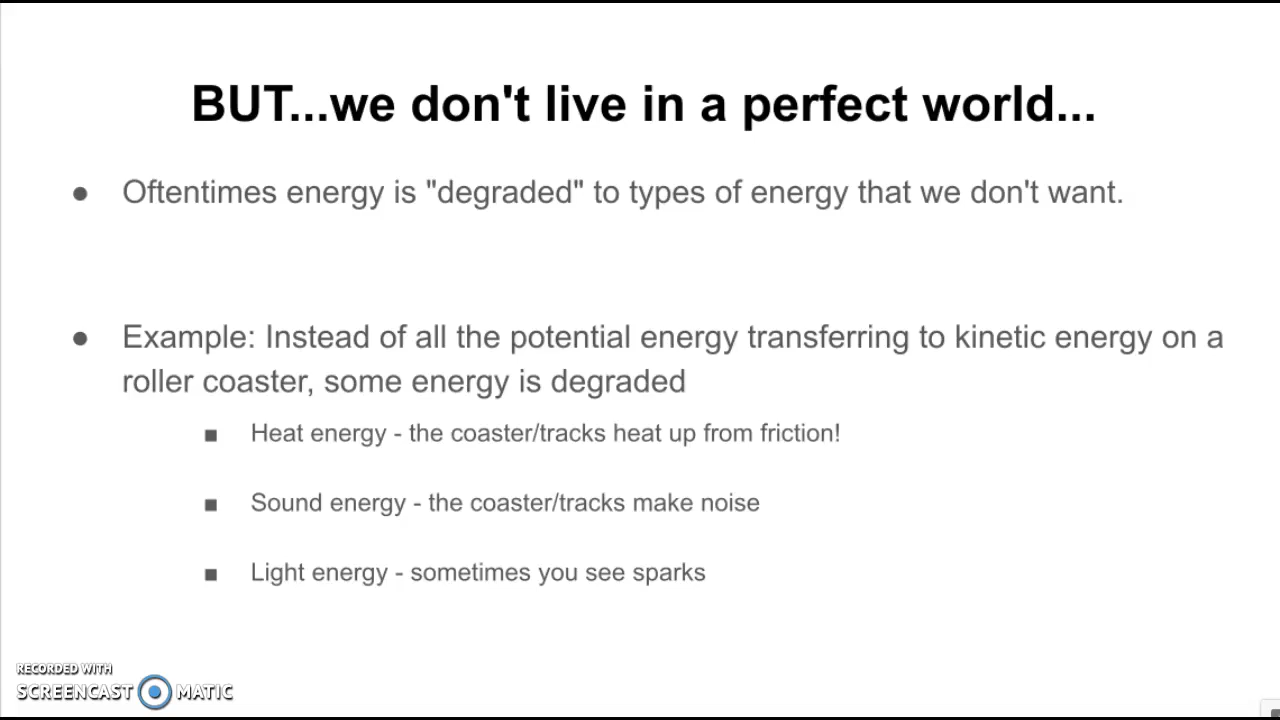 BUT...we don't live in a perfect world...
● Oftentimes energy is "degraded" to types of energy that we don't want.
● Example: Instead of all the potential energy transferring to kinetic energy on a
roller coaster, some energy is degraded
■ Heat energy - the coaster/tracks heat up from friction!
■ Sound energy - the coaster/tracks make noise
■ Light energy - sometimes you see sparks
RECORDED WITH
SCREENCAST MATIC